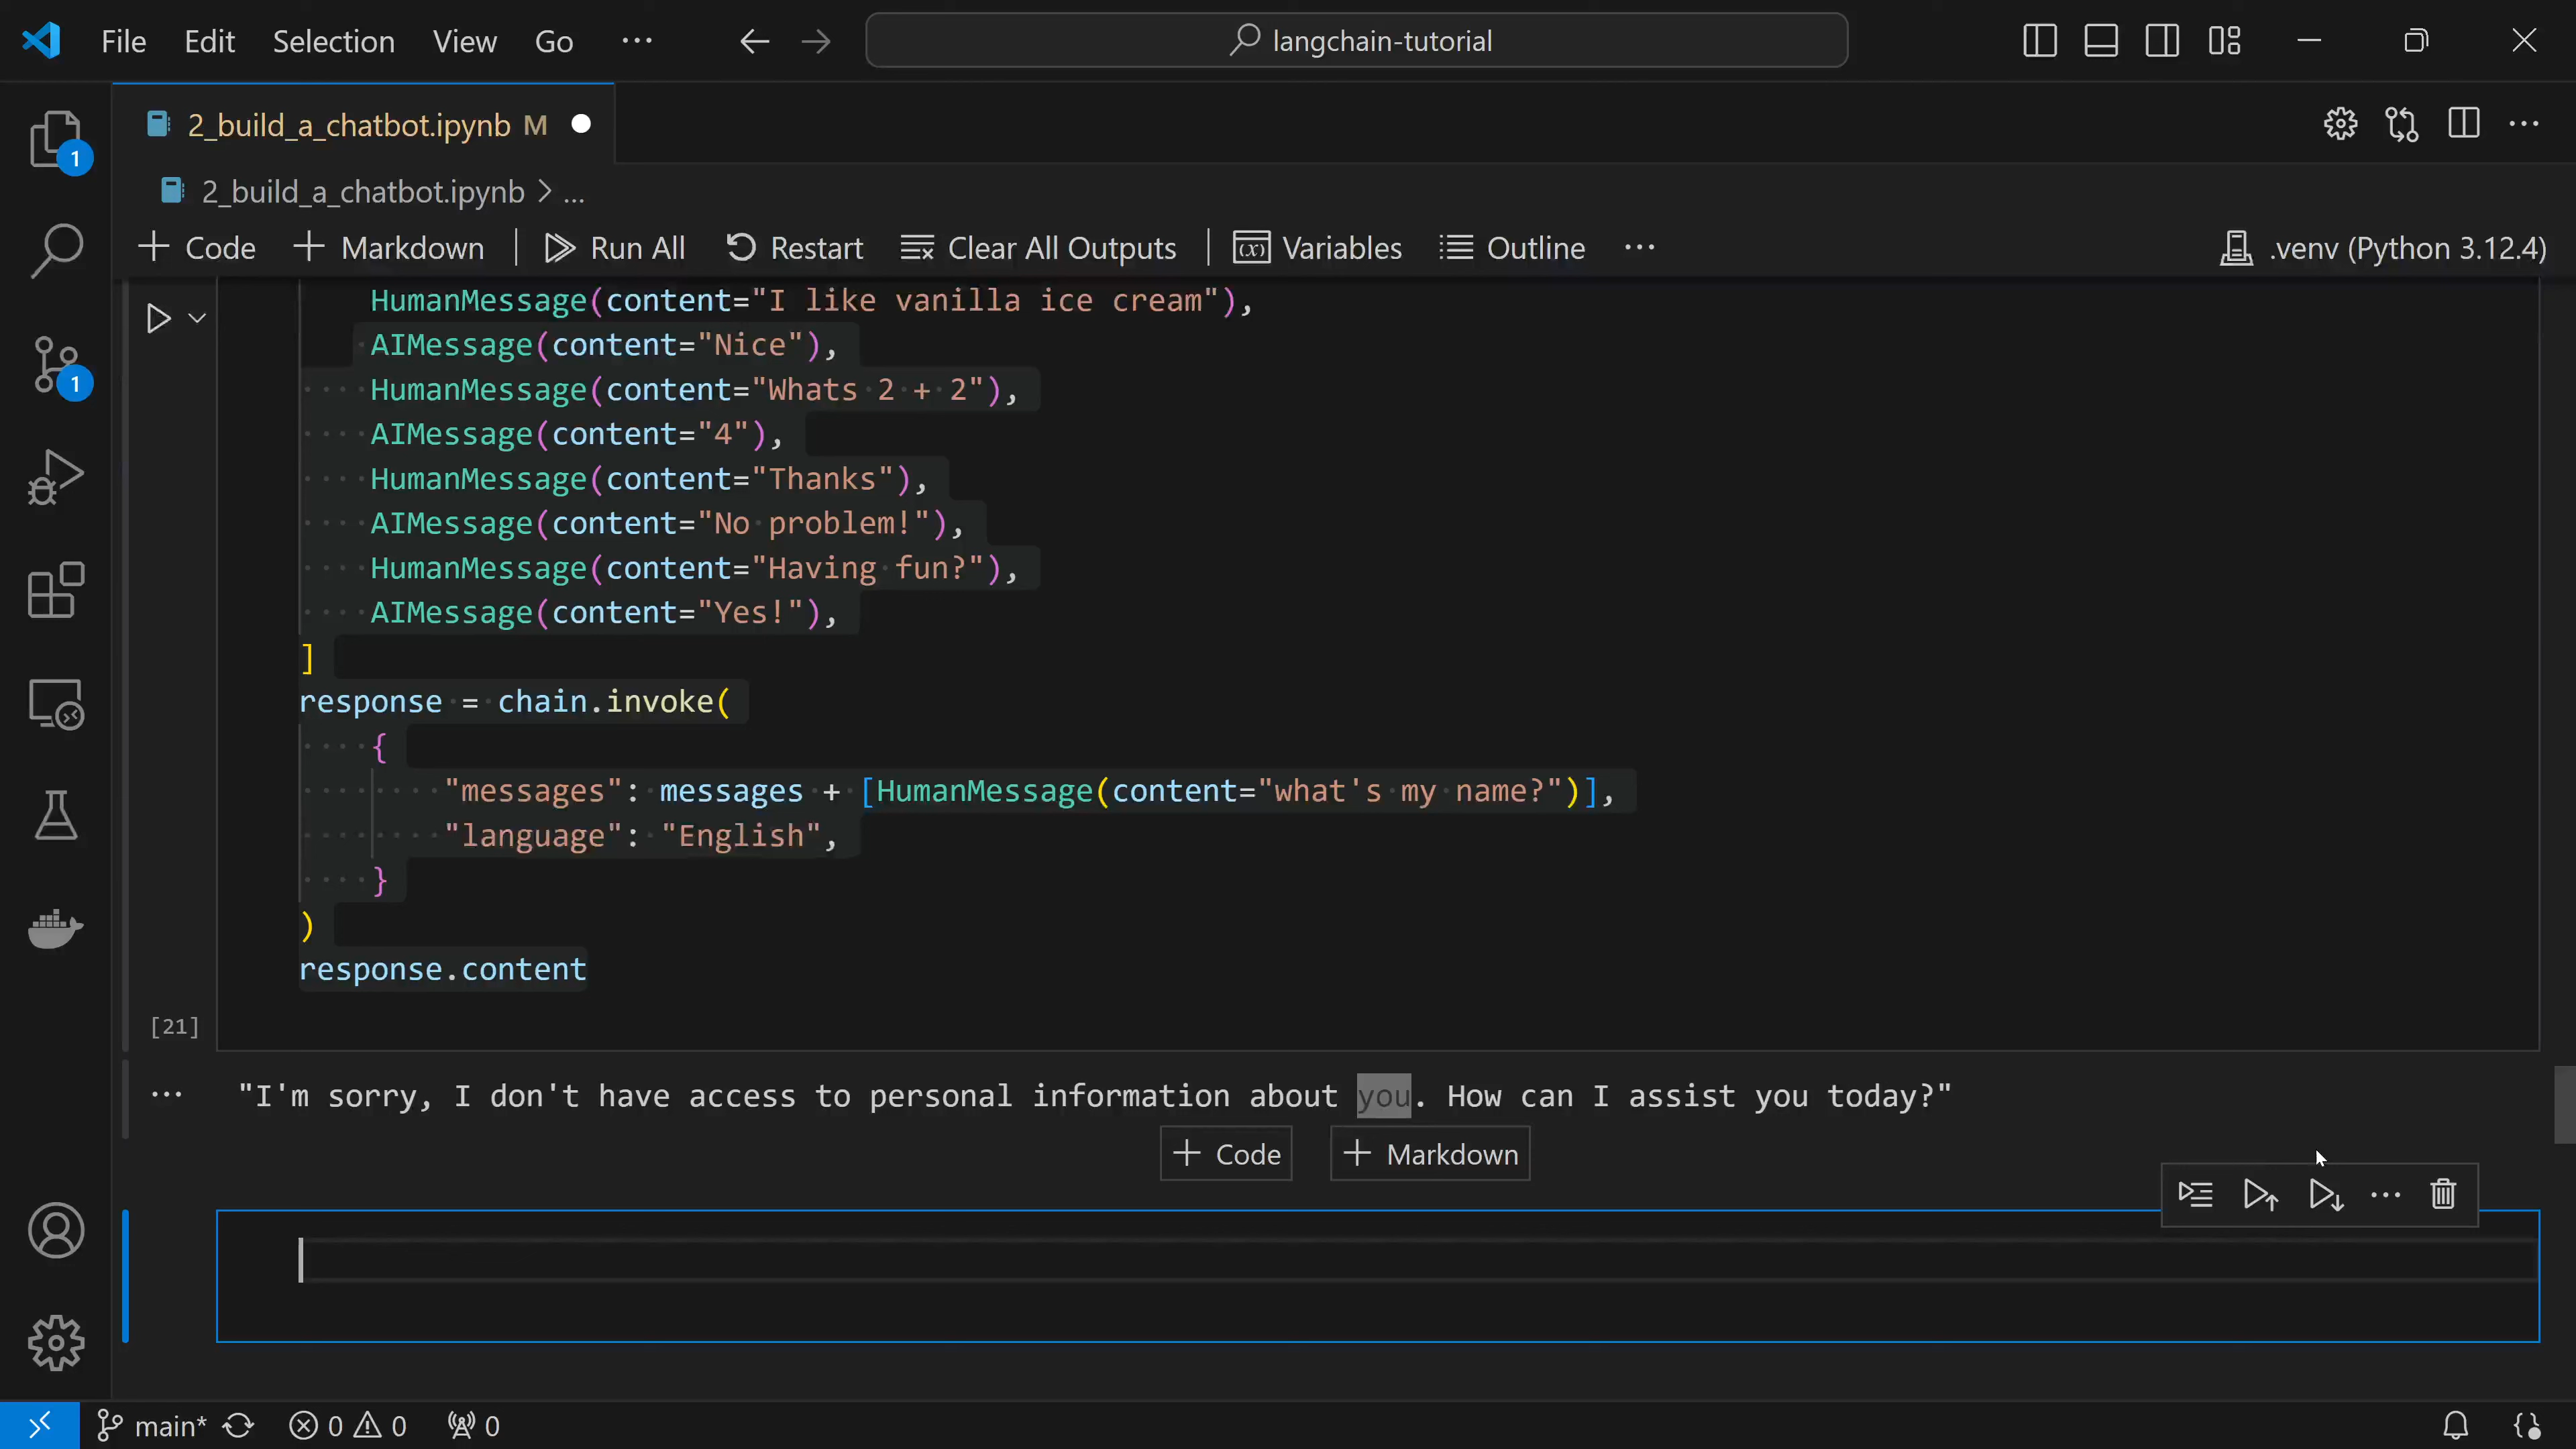 File Edit Selection View Go ··· langchain-tutorial
2_build_a_chatbot.ipynb M
2_build_a_chatbot.ipynb > ...
+ Code + Markdown Run All Restart Clear All Outputs Variables Outline ··· .venv (Python 3.12.4)
1
1
HumanMessage(content="I like vanilla ice cream"),
AIMessage(content="Nice"),
HumanMessage(content="Whats 2 + 2"),
AIMessage(content="4"),
HumanMessage(content="Thanks"),
AIMessage(content="No problem!"),
HumanMessage(content="Having fun?"),
AIMessage(content="Yes!"),
]
response = chain.invoke(
{
"messages": messages + [HumanMessage(content="what's my name?")],
"language": "English",
}
)
response.content
[21]
··· "I'm sorry, I don't have access to personal information about you. How can I assist you today?"
+ Code + Markdown
main* 0 0 0